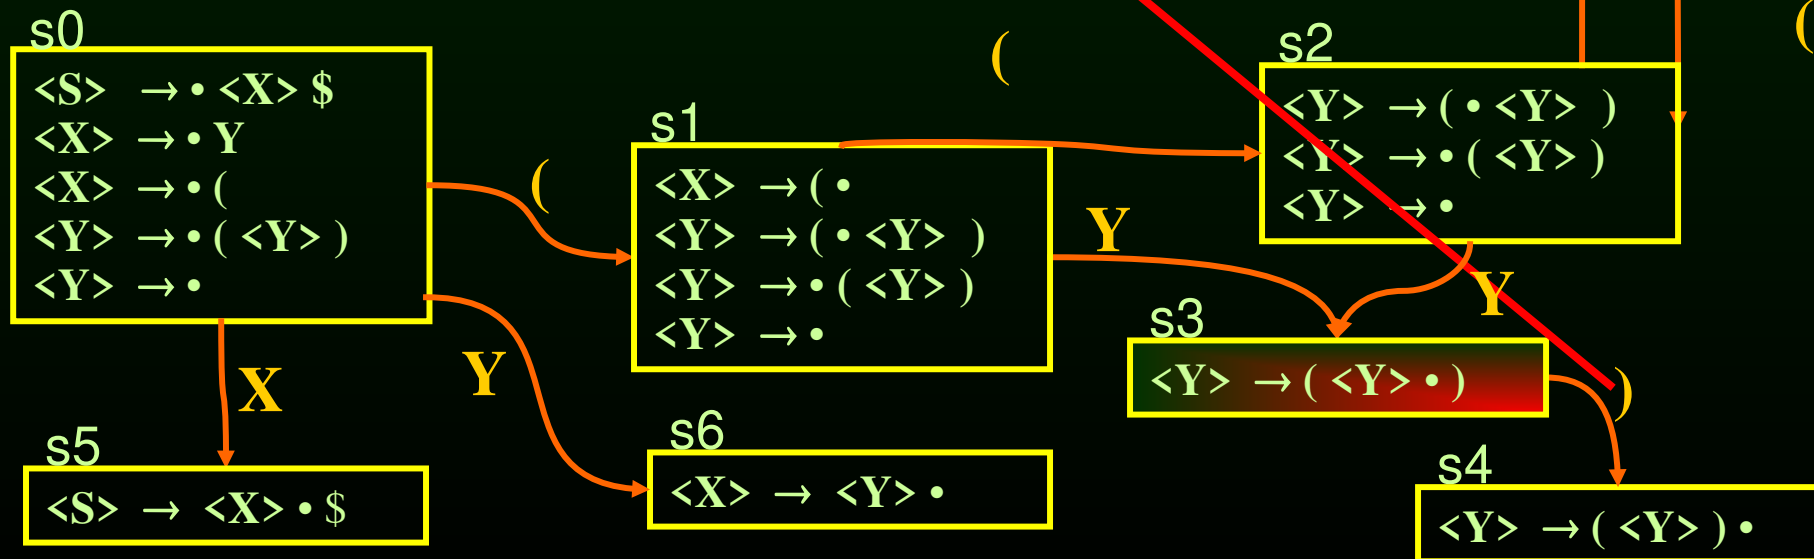 s0
<S> → • <X> $
<X> → • Y
<X> → • (
<Y> → • ( <Y> )
<Y> → •
(
X
Y
s5
<S> → <X> • $
s1
<X> → ( •
<Y> → ( • <Y> )
<Y> → • ( <Y> )
<Y> → •
(
Y
s6
<X> → <Y> •
s2
<Y> → ( • <Y> )
<Y> → • ( <Y> )
<Y> → •
(
Y
s3
<Y> → ( <Y> • )
)
s4
<Y> → ( <Y> ) •